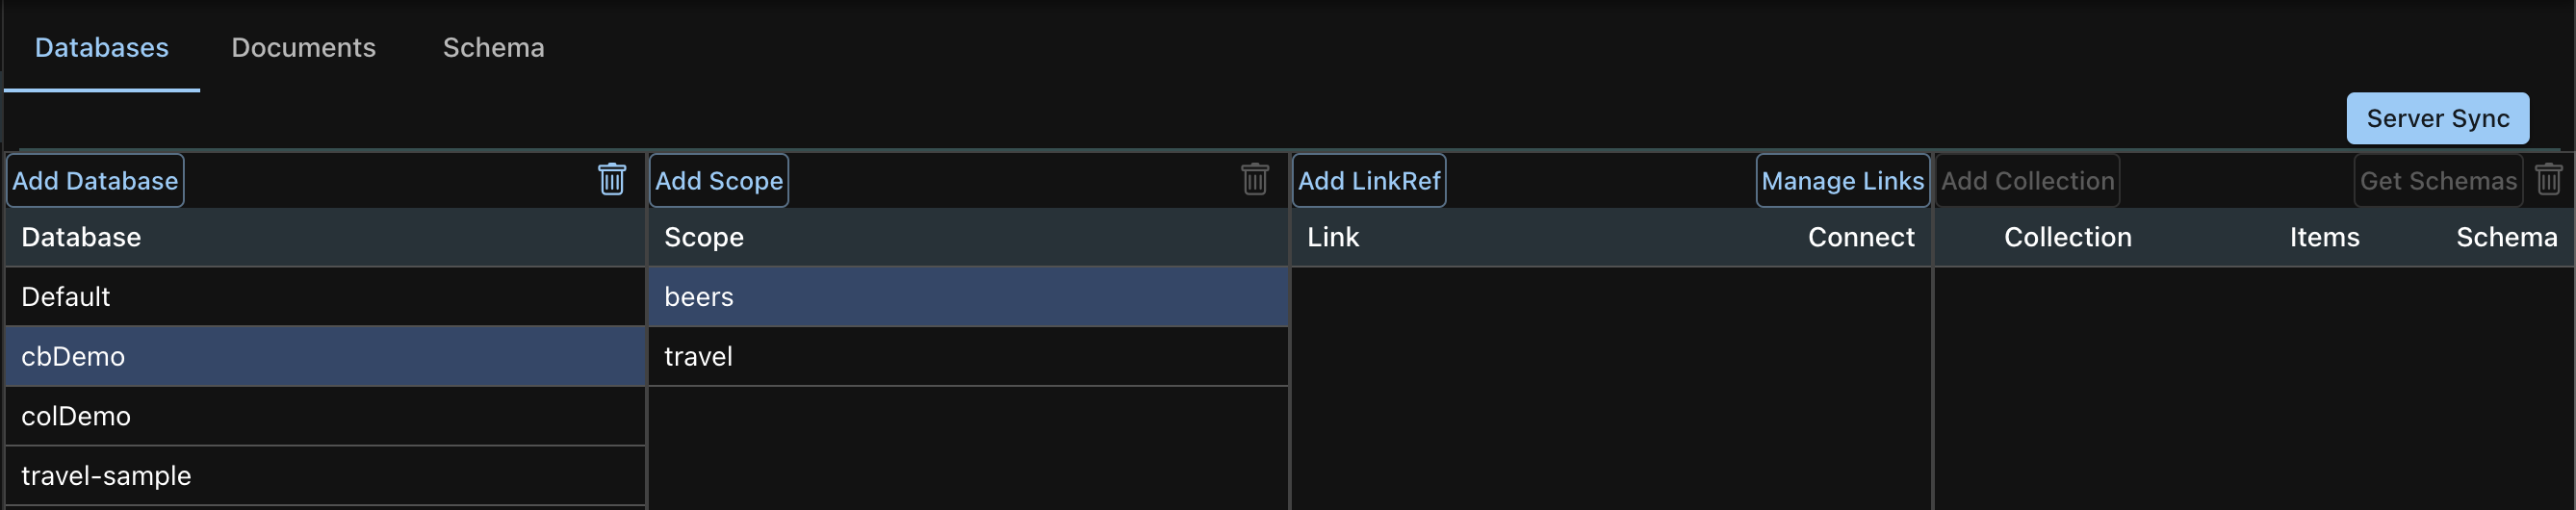 Databases Documents Schema
Server Sync
Add Database Add Scope Add LinkRef Manage Links Add Collection Get Schemas
Database Scope Link Connect Collection Items Schema
Default beers
cbDemo travel
colDemo
travel-sample